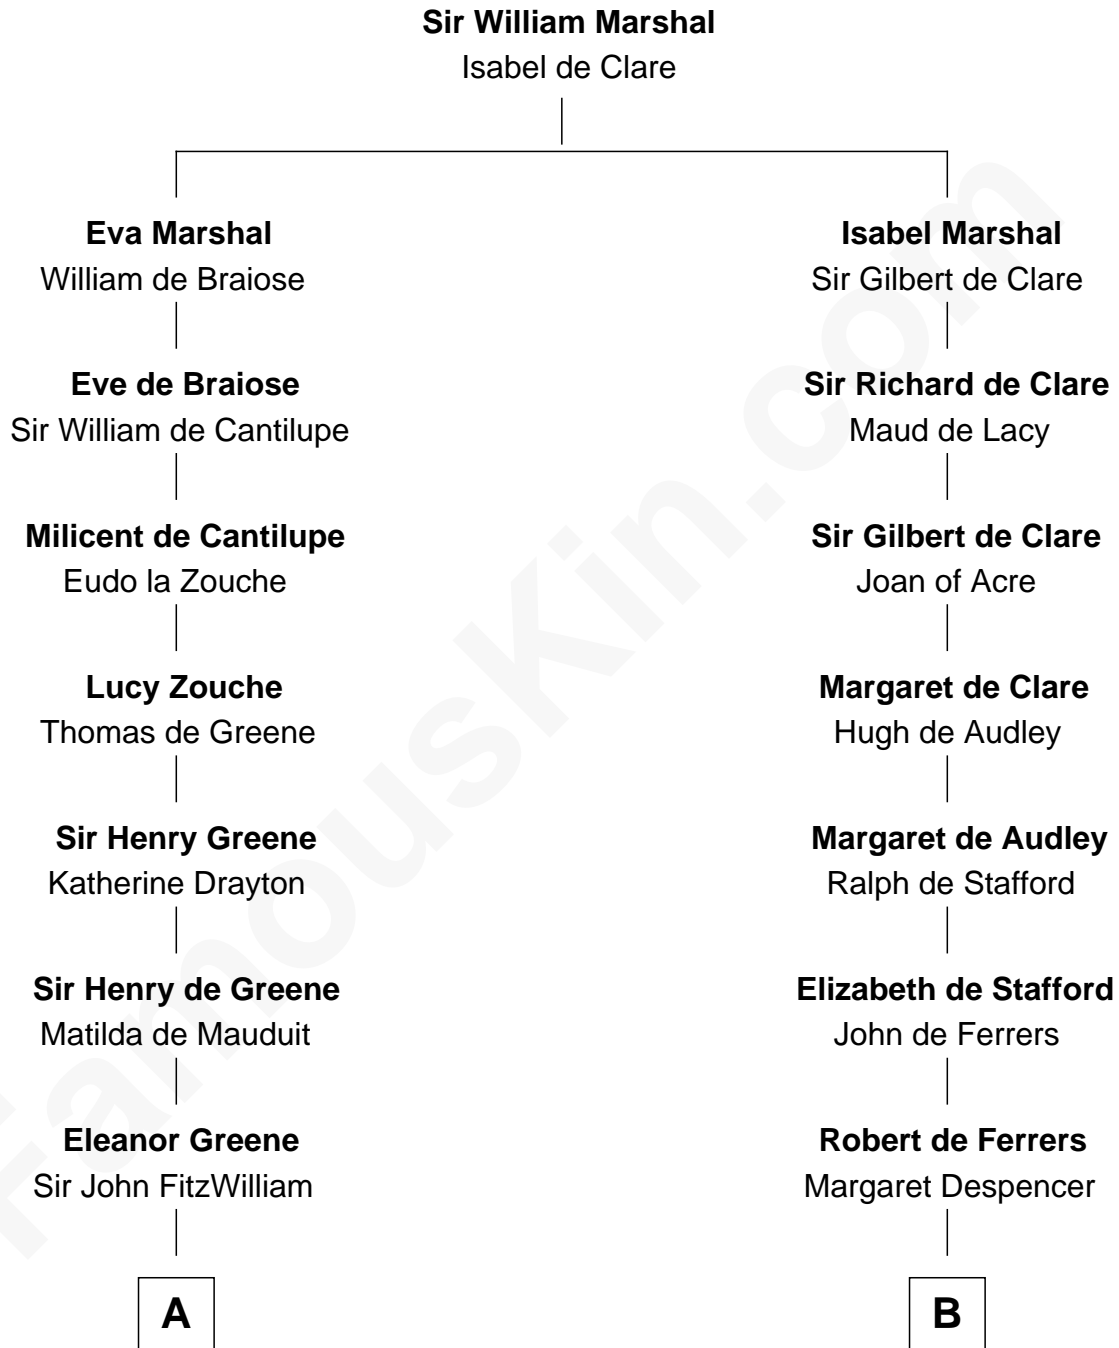 Sir William Marshal
Isabel de Clare
Eva Marshal
William de Braiose
Isabel Marshal
Sir Gilbert de Clare
Eve de Braiose
Sir William de Cantilupe
Sir Richard de Clare
Maud de Lacy
Milicent de Cantilupe
Eudo la Zouche
Sir Gilbert de Clare
Joan of Acre
Lucy Zouche
Thomas de Greene
Margaret de Clare
Hugh de Audley
Sir Henry Greene
Katherine Drayton
Margaret de Audley
Ralph de Stafford
Sir Henry de Greene
Matilda de Mauduit
Elizabeth de Stafford
John de Ferrers
Eleanor Greene
Sir John FitzWilliam
Robert de Ferrers
Margaret Despencer
A
B
FamousKin.com